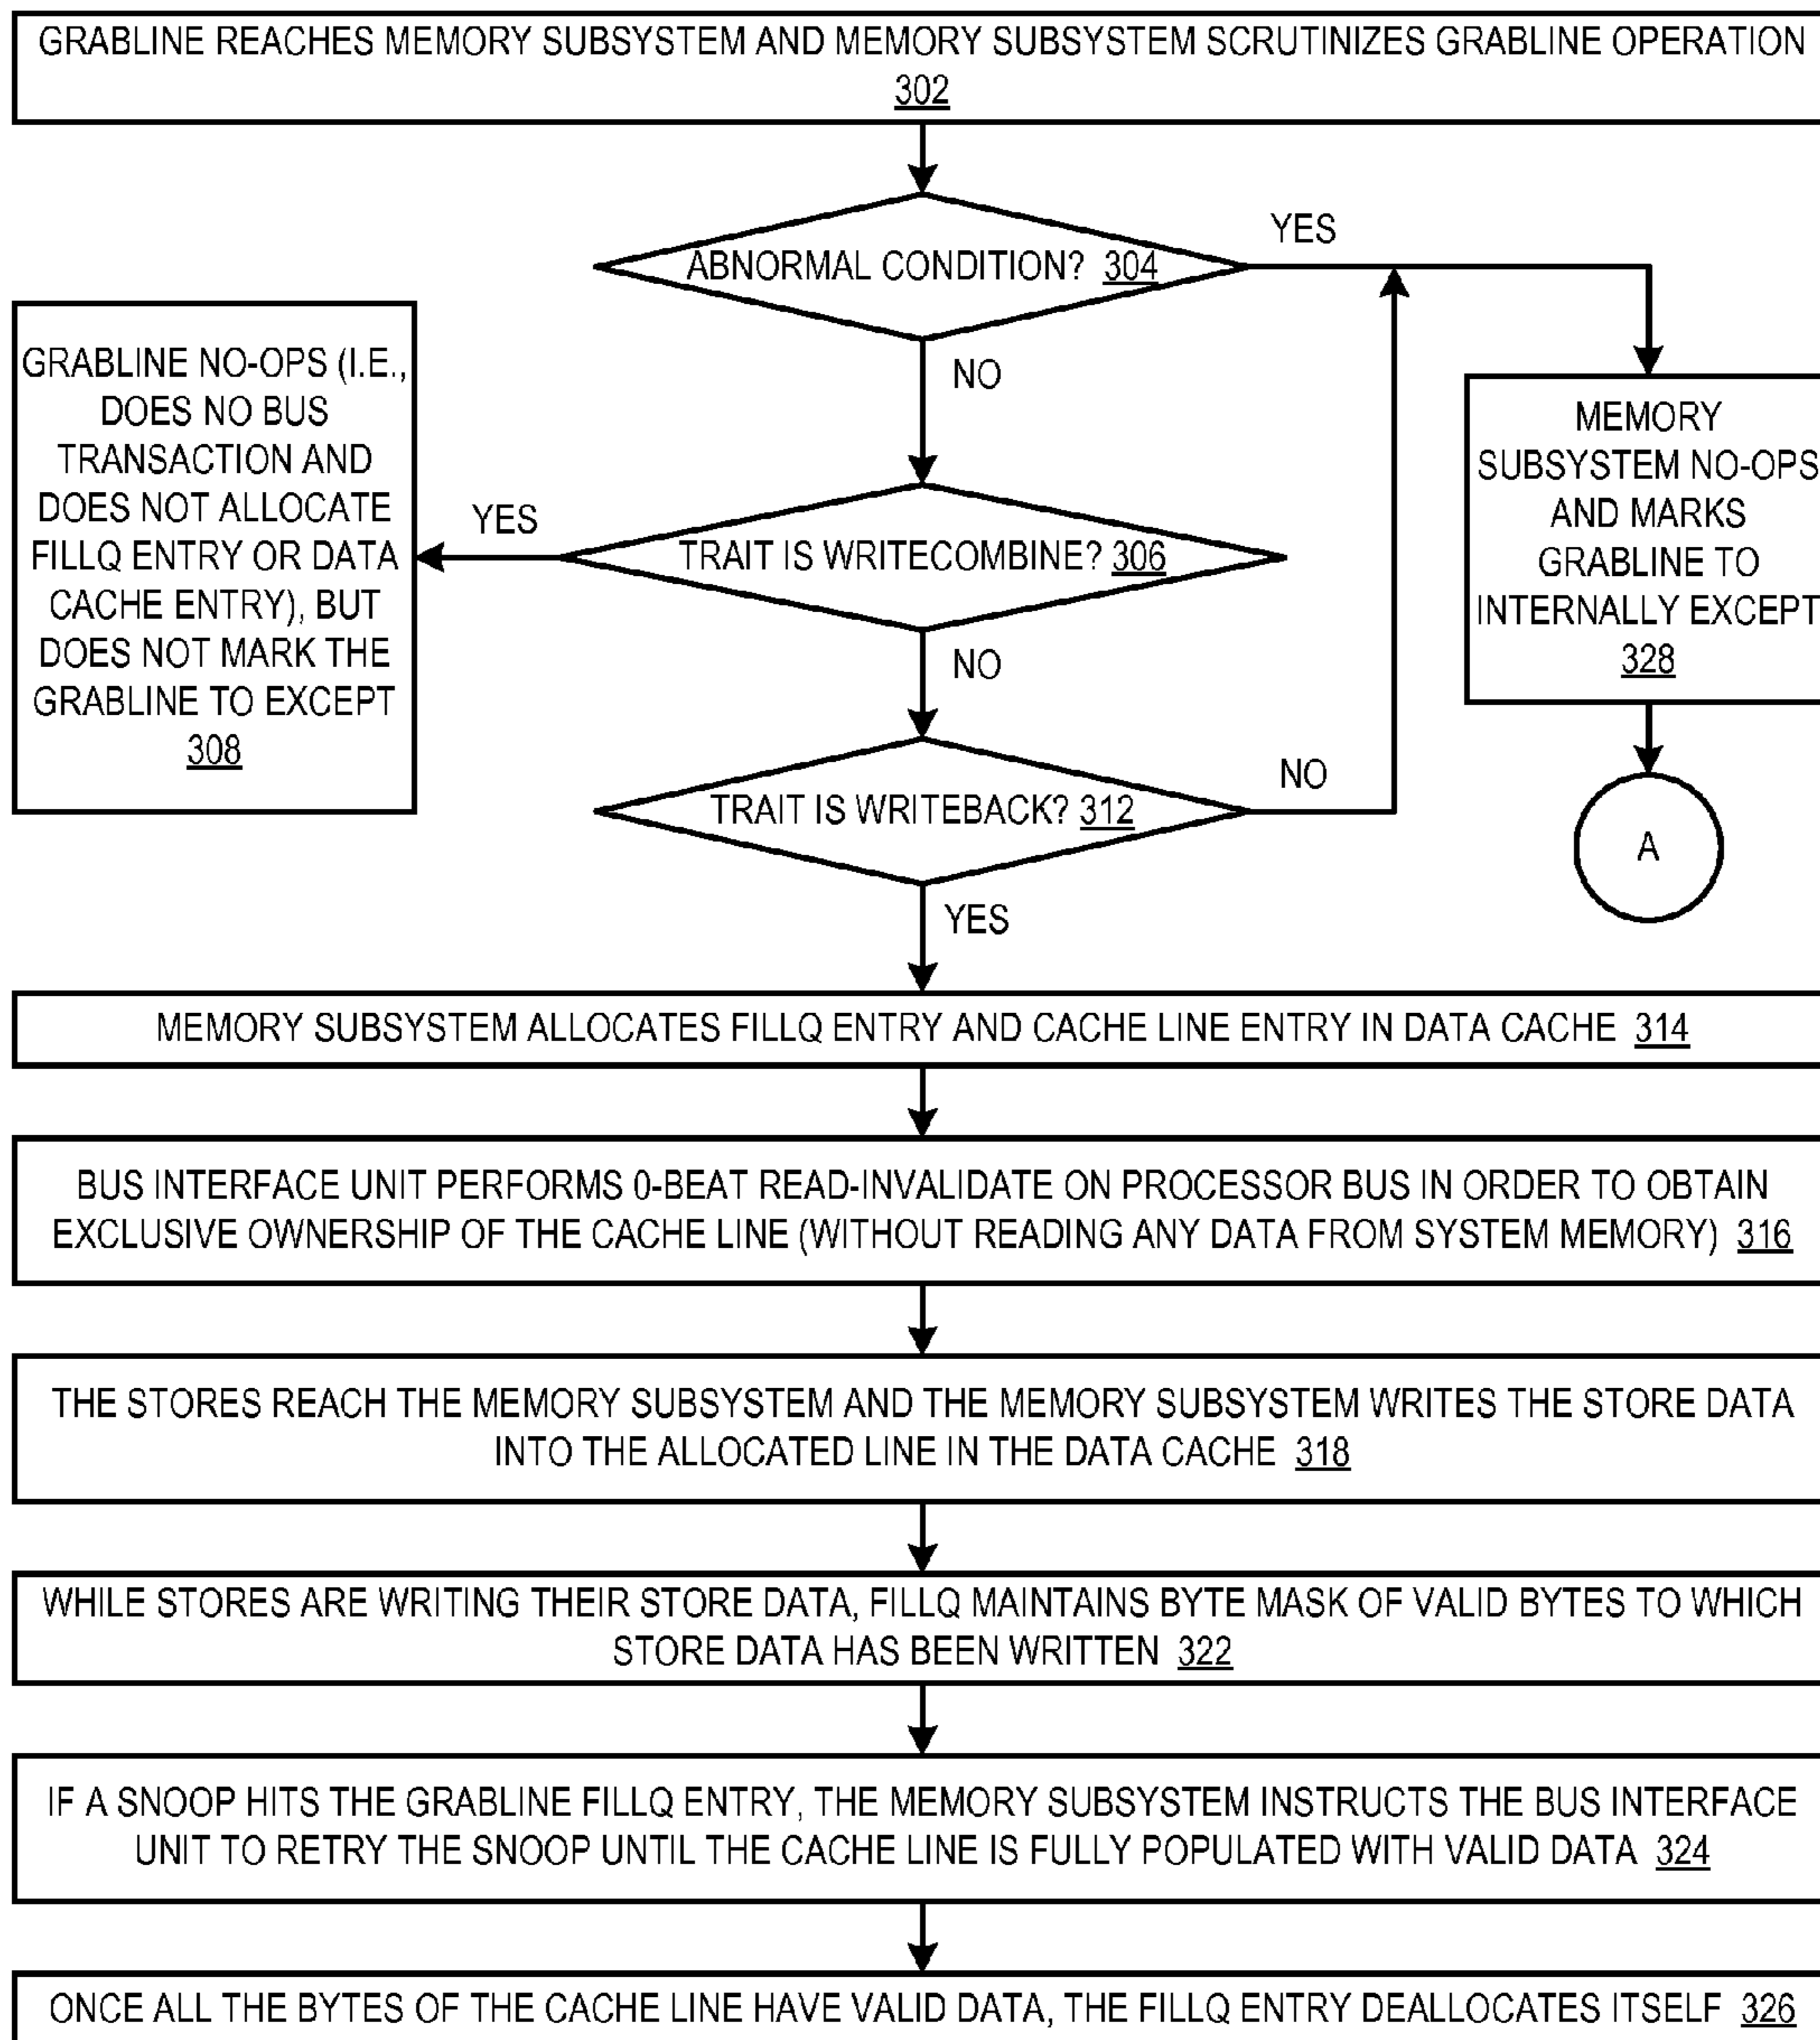 GRABLINE REACHES MEMORY SUBSYSTEM AND MEMORY SUBSYSTEM SCRUTINIZES GRABLINE OPERATION
302
ABNORMAL CONDITION? 304
YES
NO
GRABLINE NO-OPS (I.E.,
DOES NO BUS
TRANSACTION AND
DOES NOT ALLOCATE
FILLQ ENTRY OR DATA
CACHE ENTRY), BUT
DOES NOT MARK THE
GRABLINE TO EXCEPT
308
YES
TRAIT IS WRITECOMBINE? 306
NO
MEMORY
SUBSYSTEM NO-OPS
AND MARKS
GRABLINE TO
INTERNALLY EXCEPT
328
TRAIT IS WRITEBACK? 312
NO
A
YES
MEMORY SUBSYSTEM ALLOCATES FILLQ ENTRY AND CACHE LINE ENTRY IN DATA CACHE 314
BUS INTERFACE UNIT PERFORMS 0-BEAT READ-INVALIDATE ON PROCESSOR BUS IN ORDER TO OBTAIN
EXCLUSIVE OWNERSHIP OF THE CACHE LINE (WITHOUT READING ANY DATA FROM SYSTEM MEMORY) 316
THE STORES REACH THE MEMORY SUBSYSTEM AND THE MEMORY SUBSYSTEM WRITES THE STORE DATA
INTO THE ALLOCATED LINE IN THE DATA CACHE 318
WHILE STORES ARE WRITING THEIR STORE DATA, FILLQ MAINTAINS BYTE MASK OF VALID BYTES TO WHICH
STORE DATA HAS BEEN WRITTEN 322
IF A SNOOP HITS THE GRABLINE FILLQ ENTRY, THE MEMORY SUBSYSTEM INSTRUCTS THE BUS INTERFACE
UNIT TO RETRY THE SNOOP UNTIL THE CACHE LINE IS FULLY POPULATED WITH VALID DATA 324
ONCE ALL THE BYTES OF THE CACHE LINE HAVE VALID DATA, THE FILLQ ENTRY DEALLOCATES ITSELF 326